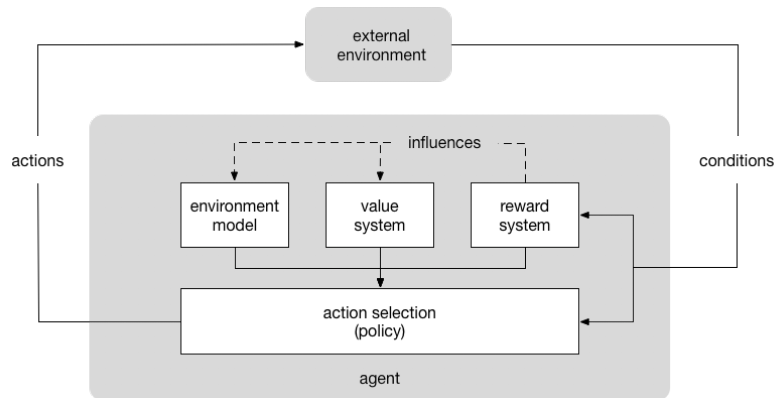 external
environment
actions
conditions
influences
environment
model
value
system
reward
system
action selection
(policy)
agent